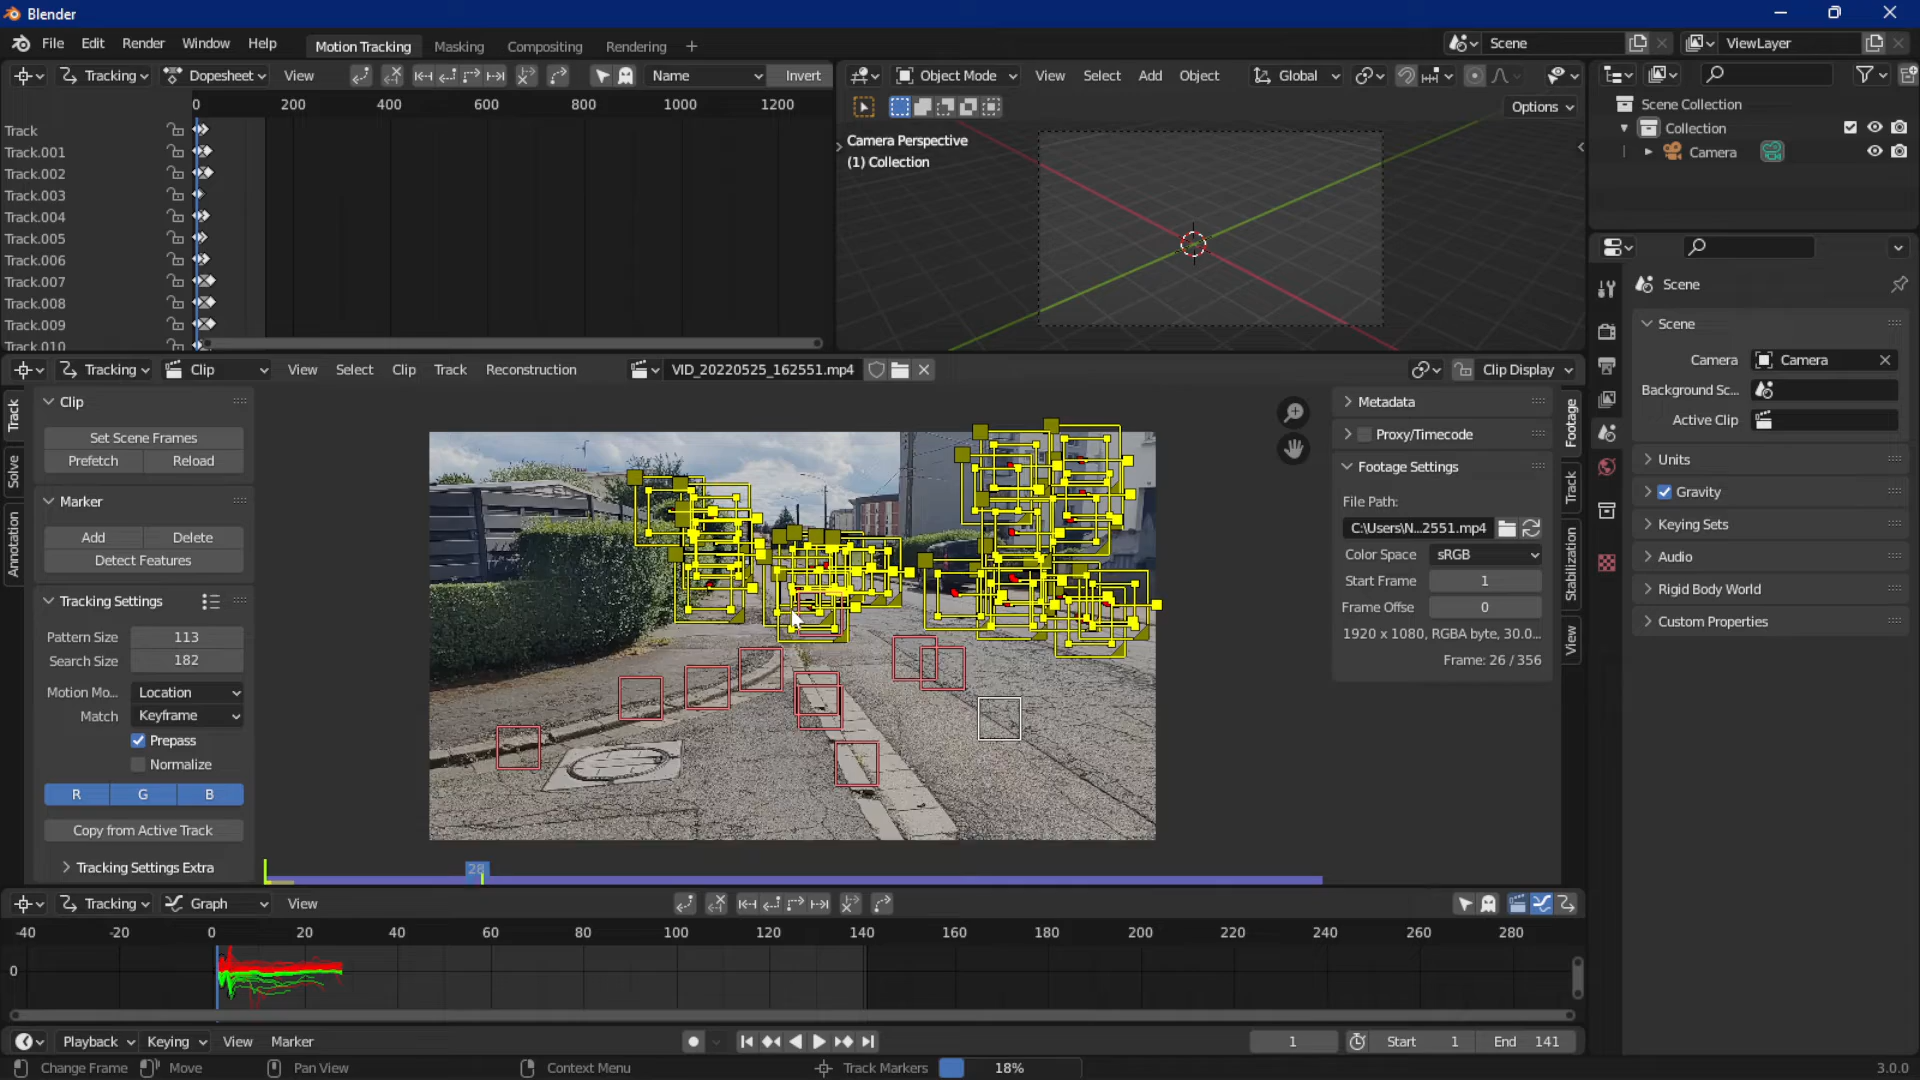 Blender
File Edit Render Window Help Motion Tracking Masking Compositing Rendering + Scene ViewLayer
Tracking Dopesheet View Name Invert
0 200 400 600 800 1000 1200
Track
Track.001
Track.002
Track.003
Track.004
Track.005
Track.006
Track.007
Track.008
Track.009
Track.010
Object Mode View Select Add Object Global
Options
Camera Perspective
(1) Collection
Scene Collection
Collection
Camera
Tracking Clip View Select Clip Track Reconstruction VID_20220525_162551.mp4 Clip Display
Track
Solve
Annotation
Clip
Set Scene Frames
Prefetch Reload
Marker
Add Delete
Detect Features
Tracking Settings
Pattern Size 113
Search Size 182
Motion Mo... Location
Match Keyframe
Prepass
Normalize
R G B
Copy from Active Track
Tracking Settings Extra
28
Metadata
Proxy/Timecode
Footage Settings
File Path:
C:\Users\N...2551.mp4
Color Space sRGB
Start Frame 1
Frame Offse 0
1920 x 1080, RGBA byte, 30.0...
Frame: 26 / 356
Footage
Track
Stabilization
View
Scene
Scene
Camera Camera
Background Sc...
Active Clip
Units
Gravity
Keying Sets
Audio
Rigid Body World
Custom Properties
Tracking Graph View
-40 -20 0 20 40 60 80 100 120 140 160 180 200 220 240 260 280
0
Playback Keying View Marker 1 Start 1 End 141
Change Frame Move Pan View Context Menu Track Markers 18% 3.0.0